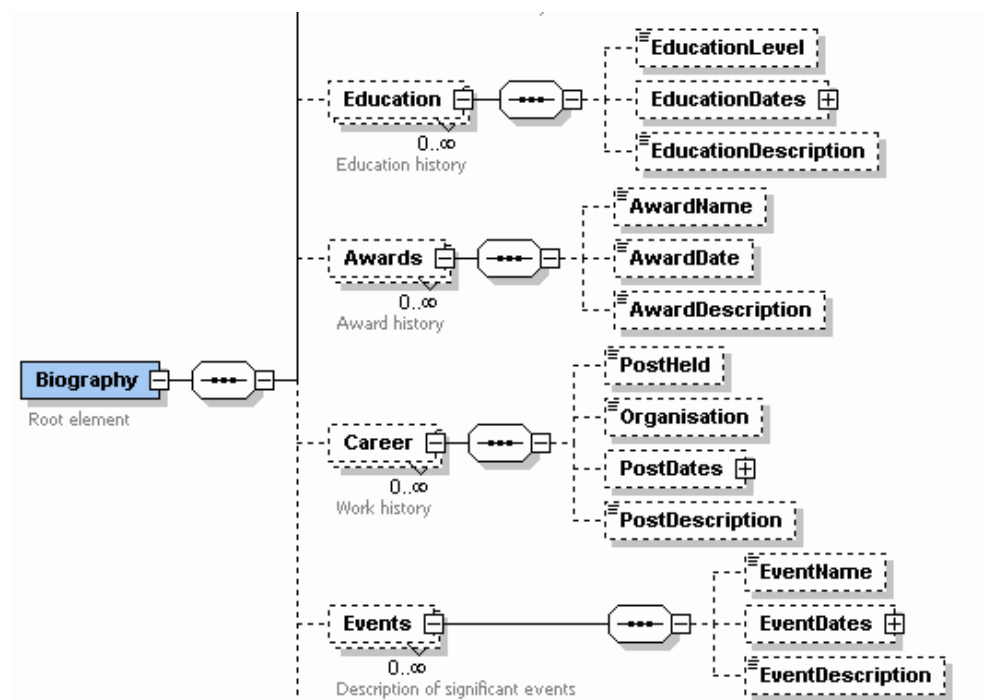 EducationLevel
Education
EducationDates
0..∞
EducationDescription
Education history
AwardName
Awards
AwardDate
0..∞
AwardDescription
Award history
Biography
Root element
PostHeld
Organisation
Career
0..∞
PostDates
Work history
PostDescription
EventName
Events
EventDates
0..∞
EventDescription
Description of significant events